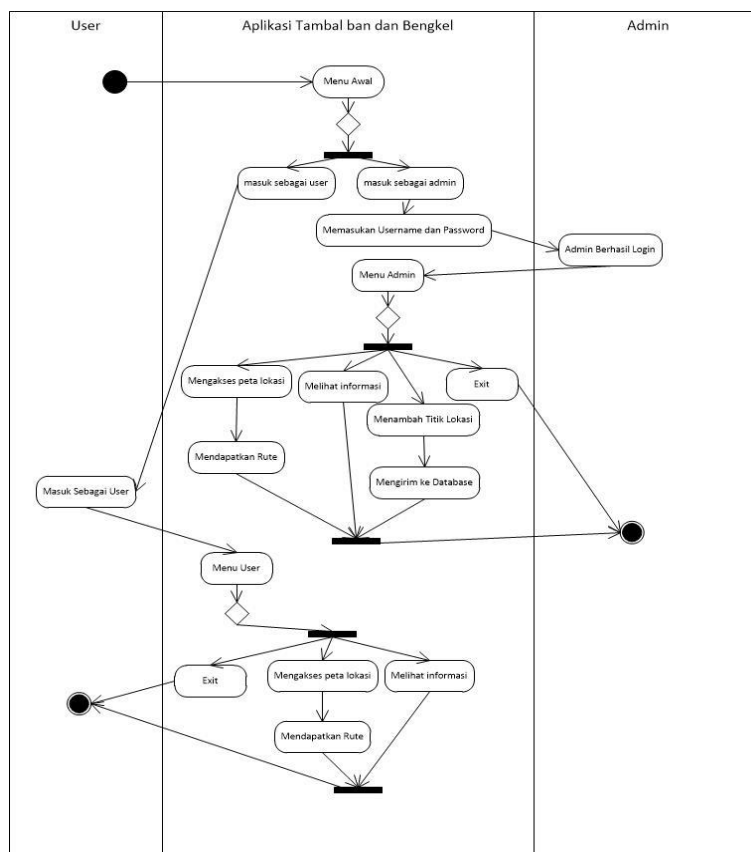 User
Aplikasi Tambal ban dan Bengkel
Admin
Menu Awal
masuk sebagai user
masuk sebagai admin
Memasukan Username dan Password
Admin Berhasil Login
Menu Admin
Mengakses peta lokasi
Melihat informasi
Exit
Menambah Titik Lokasi
Mendapatkan Rute
Mengirim ke Database
Masuk Sebagai User
Menu User
Exit
Mengakses peta lokasi
Melihat informasi
Mendapatkan Rute